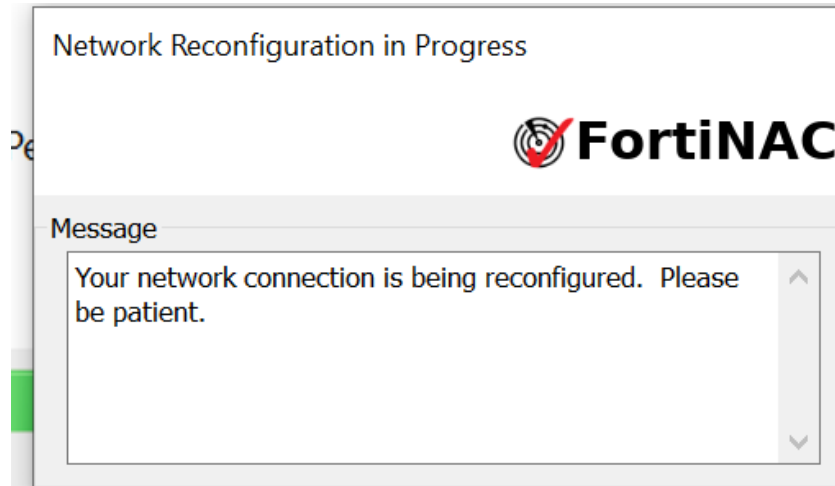 Network Reconfiguration in Progress
FortiNAC
Message
Your network connection is being reconfigured. Please
be patient.